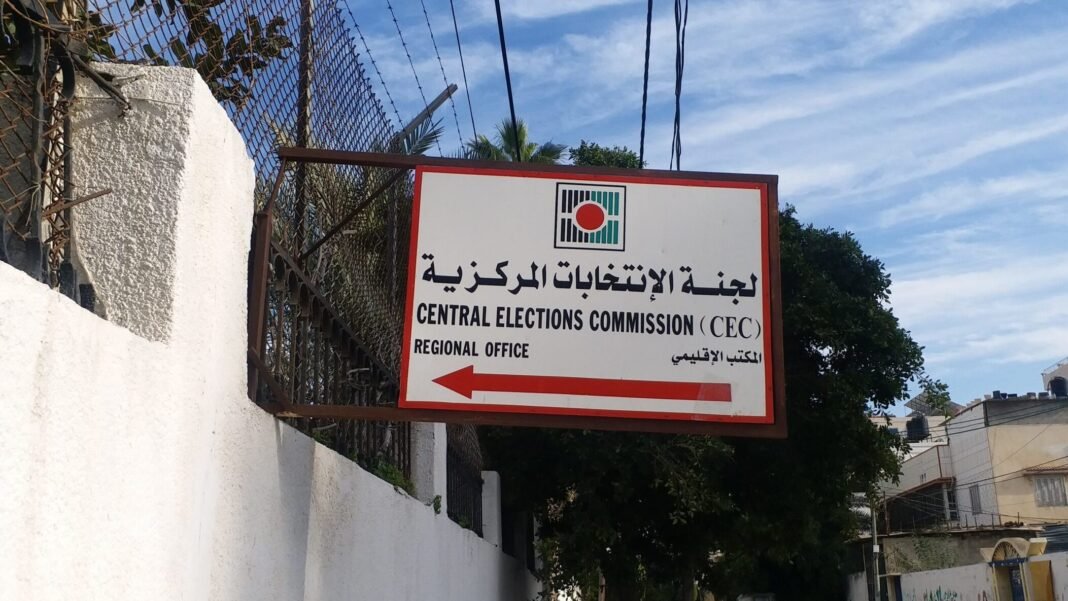 لجنة الإنتخابات المركزية
CENTRAL ELECTIONS COMMISSION (CEC)
REGIONAL OFFICE المكتب الإقليمي